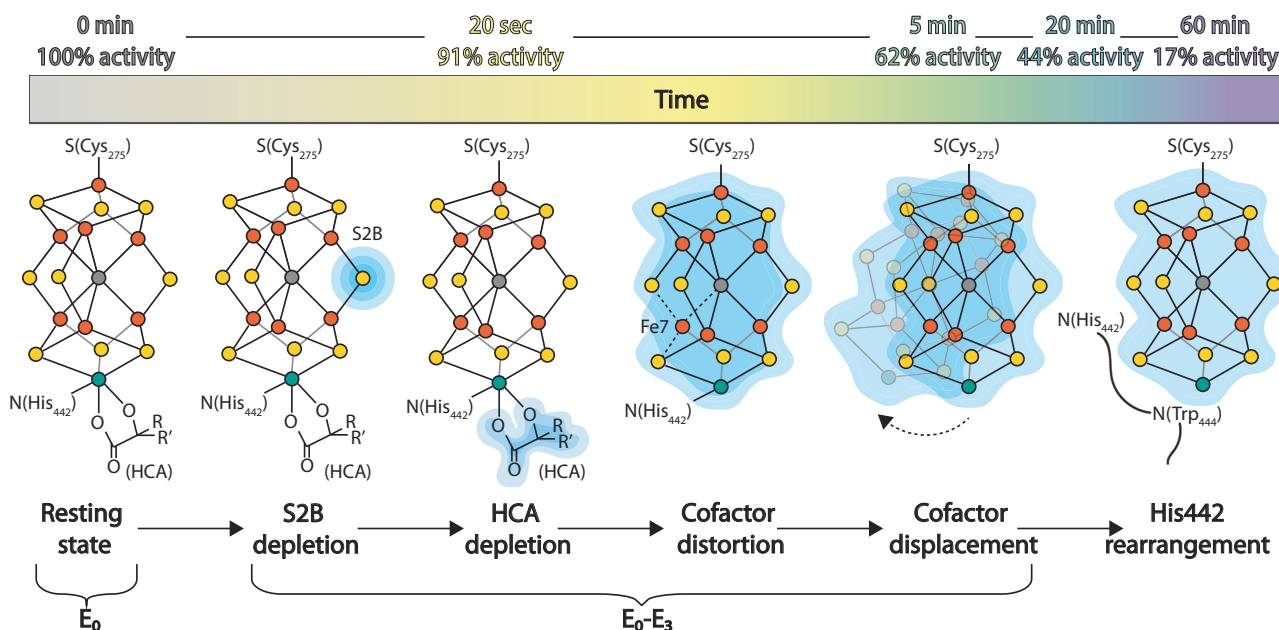 0 min
100% activity
20 sec
91% activity
5 min
62% activity
20 min
44% activity
60 min
17% activity
Time
S(Cys275)
S(Cys275)
S(Cys275)
S(Cys275)
S(Cys275)
S(Cys275)
S2B
Fe7
N(His442)
N(His442)
O
O
R
R'
O
(HCA)
N(His442)
O
O
R
R'
O
(HCA)
N(His442)
O
O
R
R'
O
(HCA)
N(His442)
N(Trp444)
Resting
state
S2B
depletion
HCA
depletion
Cofactor
distortion
Cofactor
displacement
His442
rearrangement
E0
E0-E3